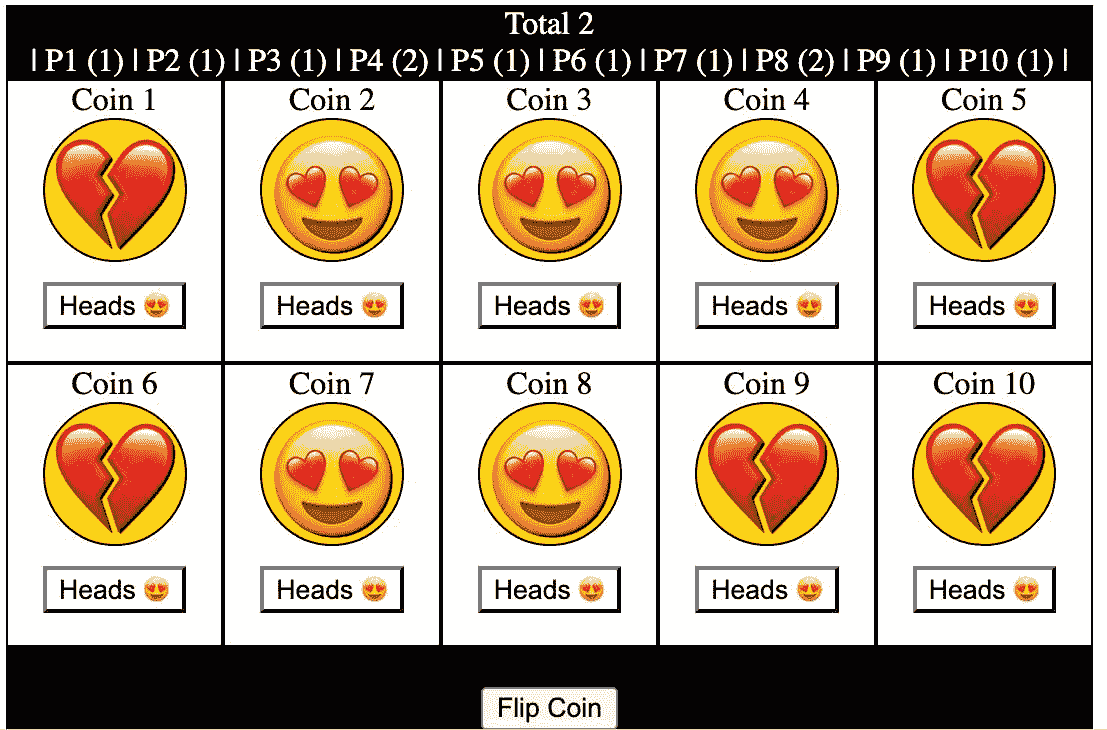 Total 2
| P1 (1) | P2 (1) | P3 (1) | P4 (2) | P5 (1) | P6 (1) | P7 (1) | P8 (2) | P9 (1) | P10 (1) |
Coin 1 Coin 2 Coin 3 Coin 4 Coin 5
Heads 😍 Heads 😍 Heads 😍 Heads 😍 Heads 😍
Coin 6 Coin 7 Coin 8 Coin 9 Coin 10
Heads 😍 Heads 😍 Heads 😍 Heads 😍 Heads 😍
Flip Coin